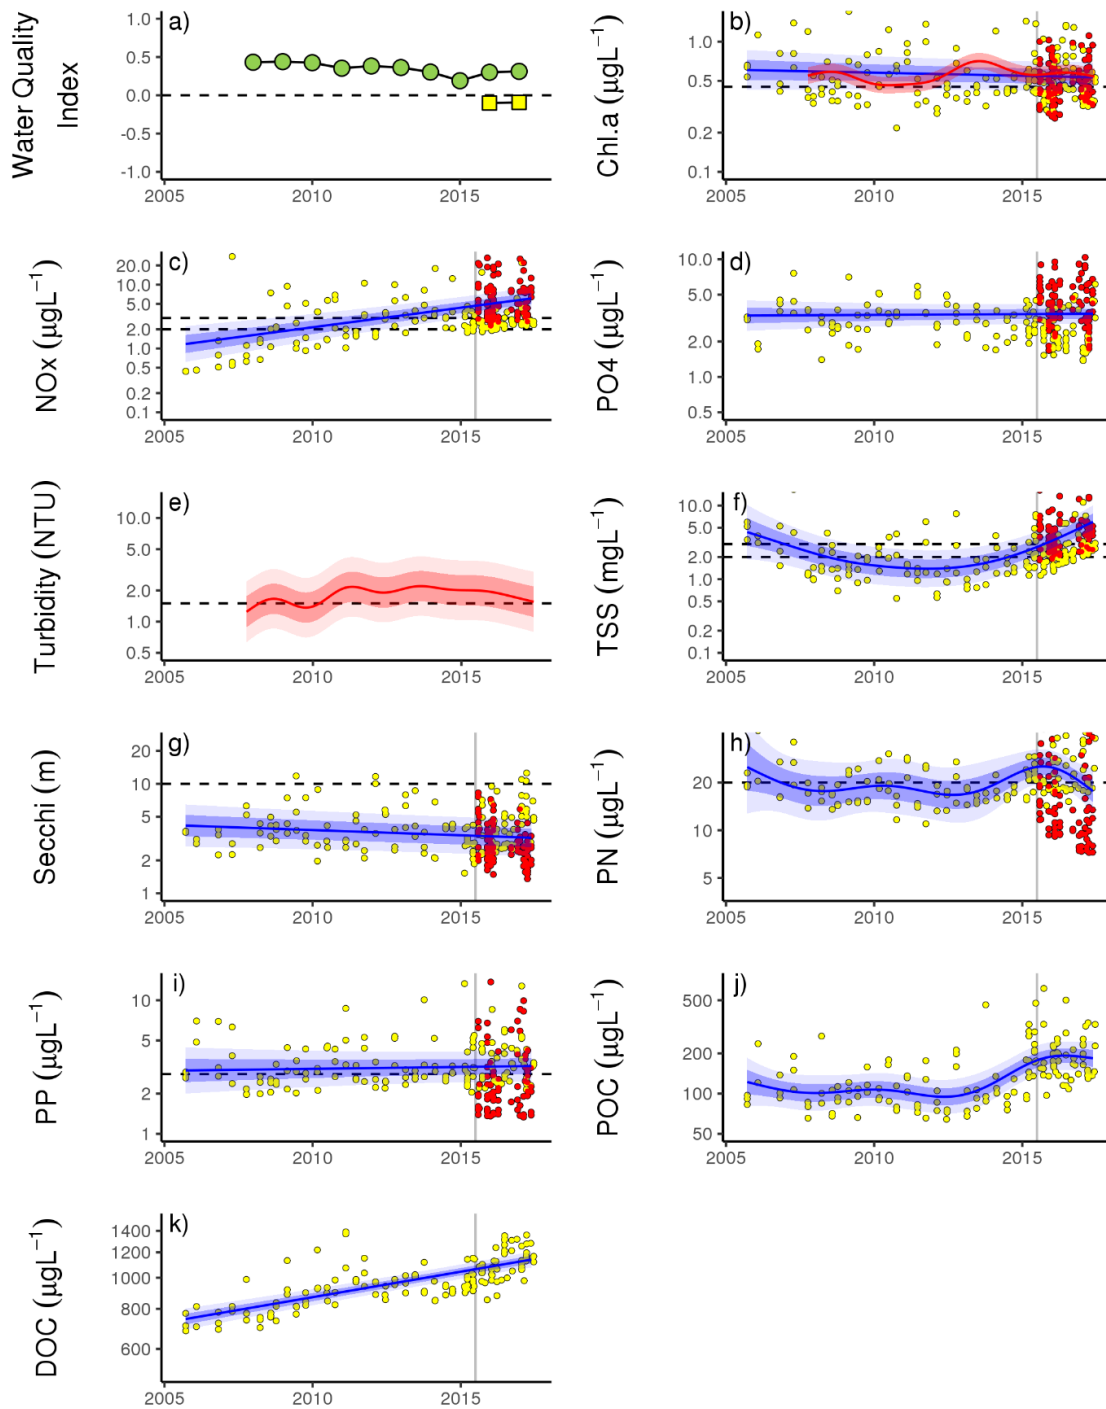 a)
Water Quality
Index
1.0
0.5
0.0
-0.5
-1.0
2005 2010 2015
b)
Chl.a (μgL⁻¹)
1.0
0.5
0.2
0.1
2005 2010 2015
c)
NOx (μgL⁻¹)
20.0
10.0
5.0
2.0
1.0
0.5
0.2
0.1
2005 2010 2015
d)
PO4 (μgL⁻¹)
10.0
5.0
2.0
1.0
0.5
2005 2010 2015
e)
Turbidity (NTU)
10.0
5.0
2.0
1.0
0.5
2005 2010 2015
f)
TSS (mgL⁻¹)
10.0
5.0
2.0
1.0
0.5
0.2
0.1
2005 2010 2015
g)
Secchi (m)
20
10
5
2
1
2005 2010 2015
h)
PN (μgL⁻¹)
20
10
5
2005 2010 2015
i)
PP (μgL⁻¹)
10
5
2
1
2005 2010 2015
j)
POC (μgL⁻¹)
500
200
100
50
2005 2010 2015
k)
DOC (μgL⁻¹)
1400
1200
1000
800
600
2005 2010 2015